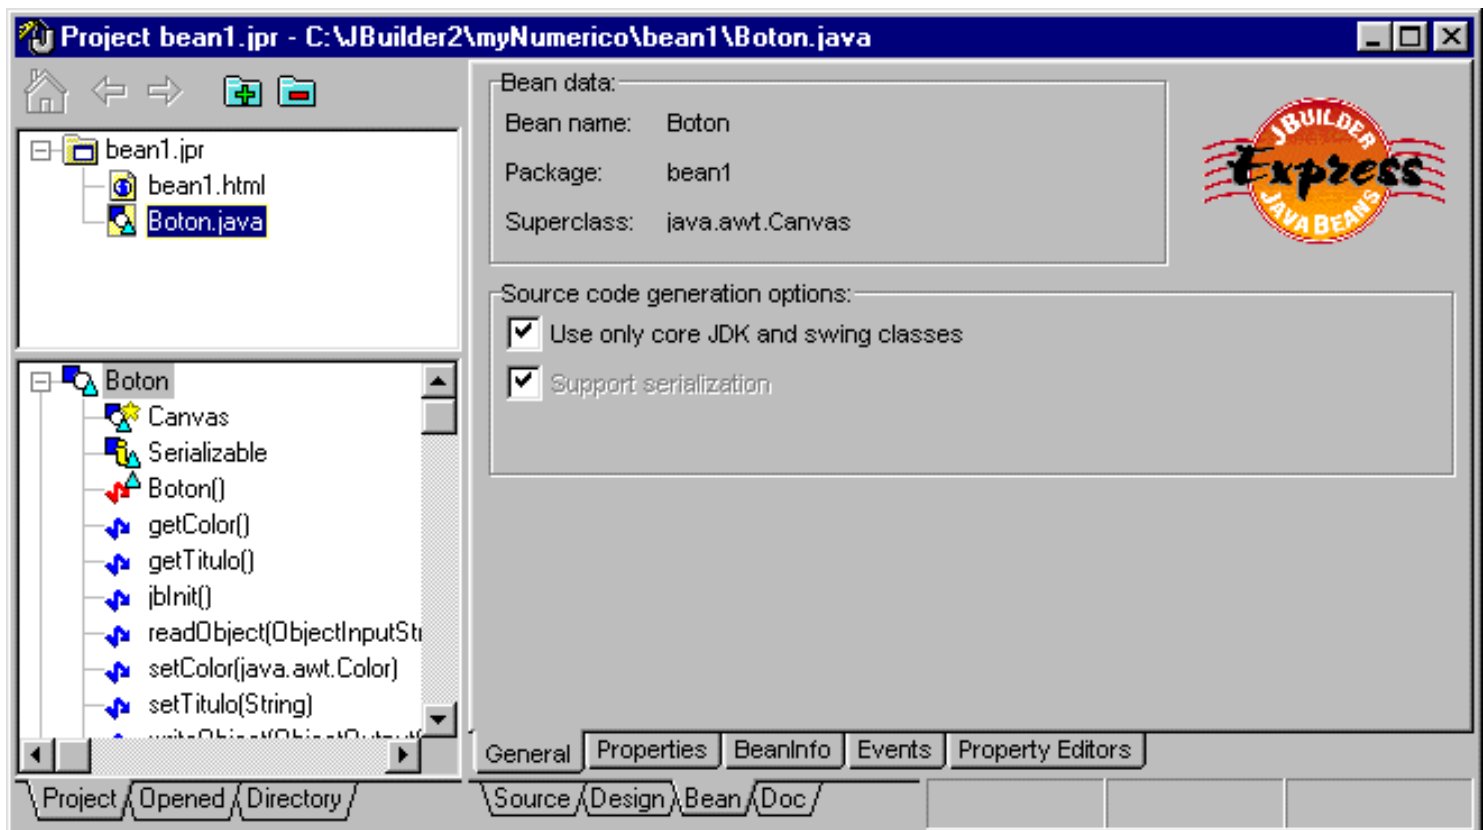 Project bean1.jpr - C:\JBuilder2\myNumerico\bean1\Boton.java
bean1.jpr
bean1.html
Boton.java
Boton
Canvas
Serializable
Boton()
getColor()
getTitulo()
jbInit()
readObject(ObjectInputStr
setColor(java.awt.Color)
setTitulo(String)
Project
Opened
Directory
Bean data:
Bean name: Boton
Package: bean1
Superclass: java.awt.Canvas
JBUILDER
Express
JAVA BEANS
Source code generation options:
Use only core JDK and swing classes
Support serialization
General
Properties
BeanInfo
Events
Property Editors
Source
Design
Bean
Doc